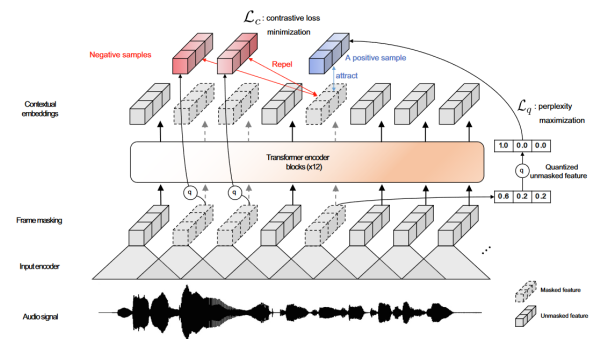 ℒc : contrastive loss
minimization
Negative samples
Repel
A positive sample
attract
Contextual
embeddings
ℒq : perplexity
maximization
1.0 0.0 0.0
Transformer encoder
blocks (x12)
q
Quantized
unmasked feature
q
q
0.6 0.2 0.2
Frame masking
...
Input encoder
Masked feature
Audio signal
Unmasked feature